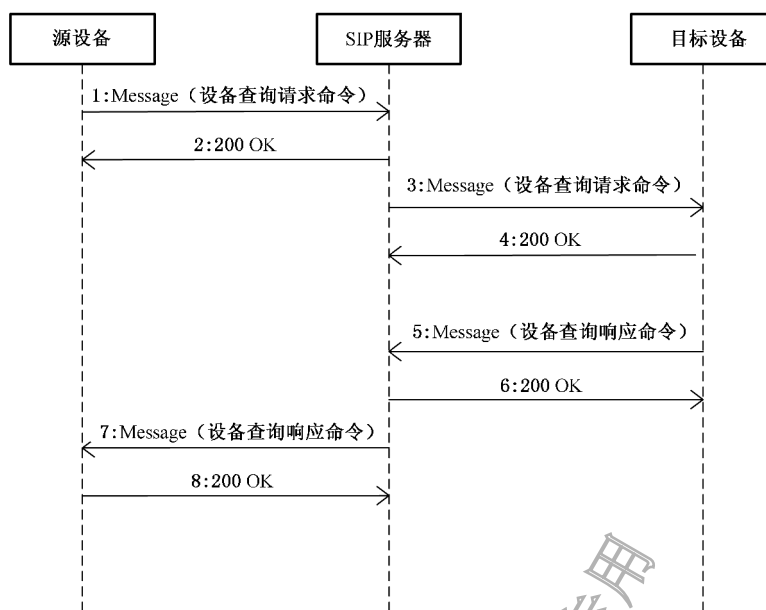 源设备
SIP服务器
目标设备
1:Message（设备查询请求命令）
2:200 OK
3:Message（设备查询请求命令）
4:200 OK
5:Message（设备查询响应命令）
6:200 OK
7:Message（设备查询响应命令）
8:200 OK
用